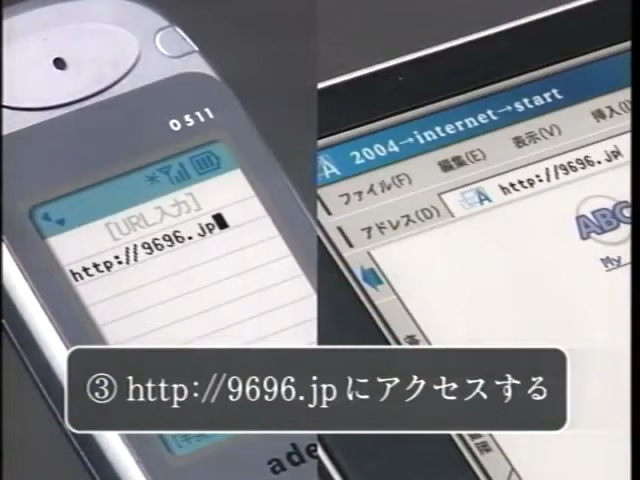 0511
[URL入力]
http://9696.jp
ade
A 2004→internet→start
ファイル(F) 編集(E) 表示(V) 挿入(I)
アドレス(D) A http://9696.jp
ABC
My
③ http://9696.jp にアクセスする